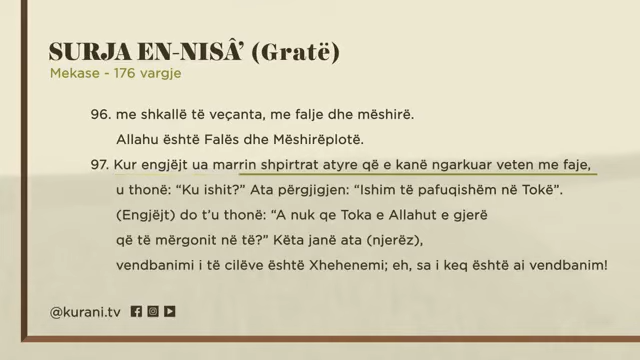 SURJA EN-NISÂ’ (Gratë)
Mekase - 176 vargje
96. me shkallë të veçanta, me falje dhe mëshirë.
Allahu është Falës dhe Mëshirëplotë.
97. Kur engjëjt ua marrin shpirtrat atyre që e kanë ngarkuar veten me faje,
u thonë: “Ku ishit?” Ata përgjigjen: “Ishim të pafuqishëm në Tokë”.
(Engjëjt) do t’u thonë: “A nuk qe Toka e Allahut e gjerë
që të mërgonit në të?” Këta janë ata (njerëz),
vendbanimi i të cilëve është Xhehenemi; eh, sa i keq është ai vendbanim!
@kurani.tv